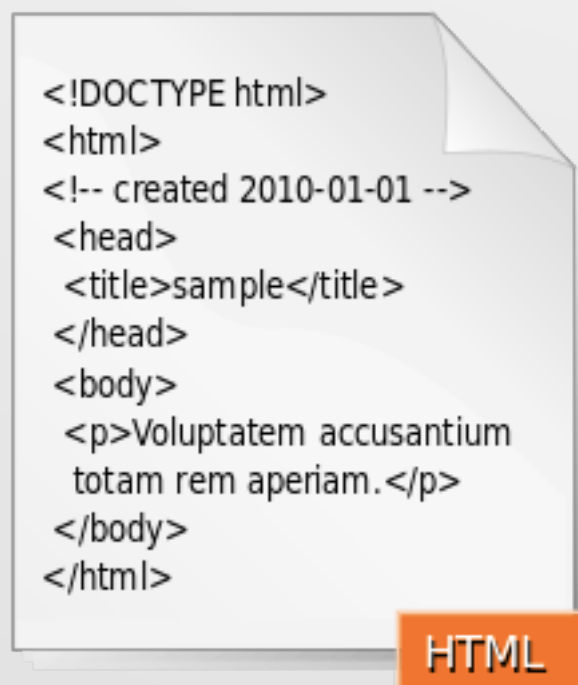 <!DOCTYPE html>
<html>
<!-- created 2010-01-01 -->
<head>
<title>sample</title>
</head>
<body>
<p>Voluptatem accusantium
totam rem aperiam.</p>
</body>
</html>
HTML